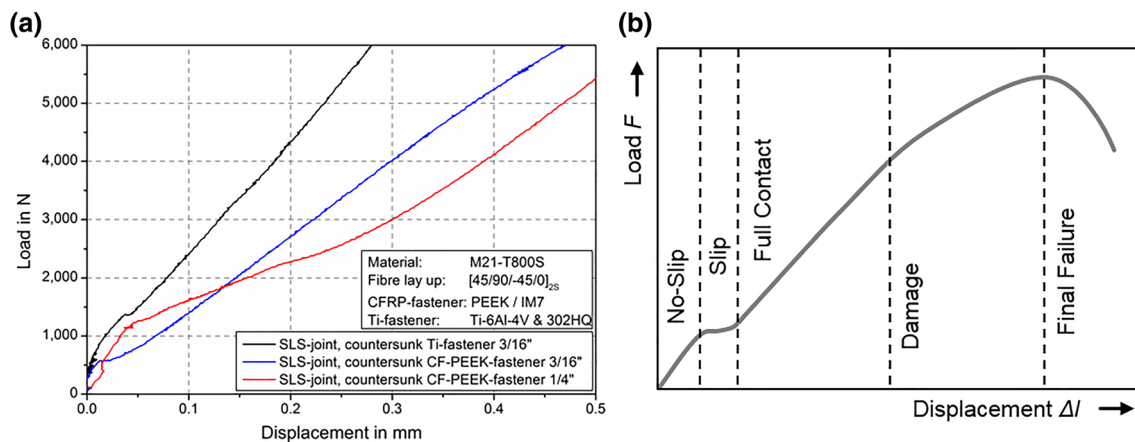 (a)
6,000
5,000
4,000
3,000
2,000
1,000
0
Load in N
0.0
0.1
0.2
0.3
0.4
0.5
Displacement in mm
Material: M21-T800S
Fibre lay up: [45/90/-45/0]2S
CFRP-fastener: PEEK / IM7
Ti-fastener: Ti-6Al-4V & 302HQ
SLS-joint, countersunk Ti-fastener 3/16"
SLS-joint, countersunk CF-PEEK-fastener 3/16"
SLS-joint, countersunk CF-PEEK-fastener 1/4"
(b)
Load F
No-Slip
Slip
Full Contact
Damage
Final Failure
Displacement Δl